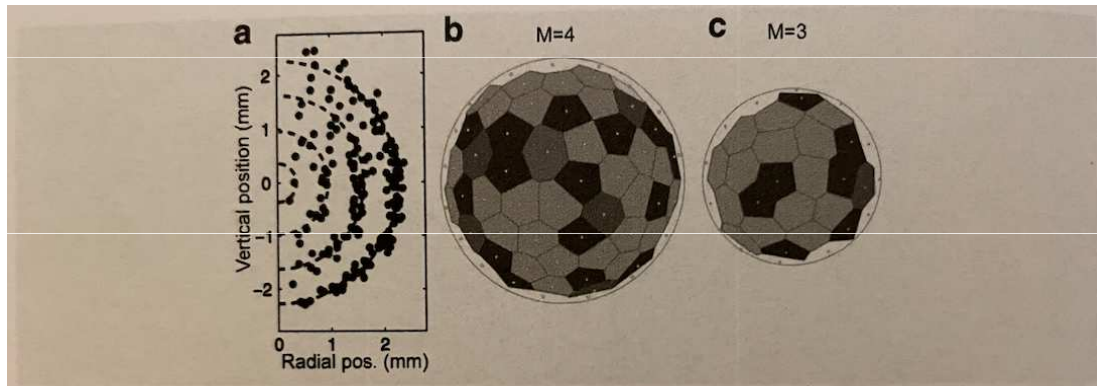 a
Vertical position (mm)
2
1
0
-1
-2
0 1 2
Radial pos. (mm)
b
M=4
c
M=3